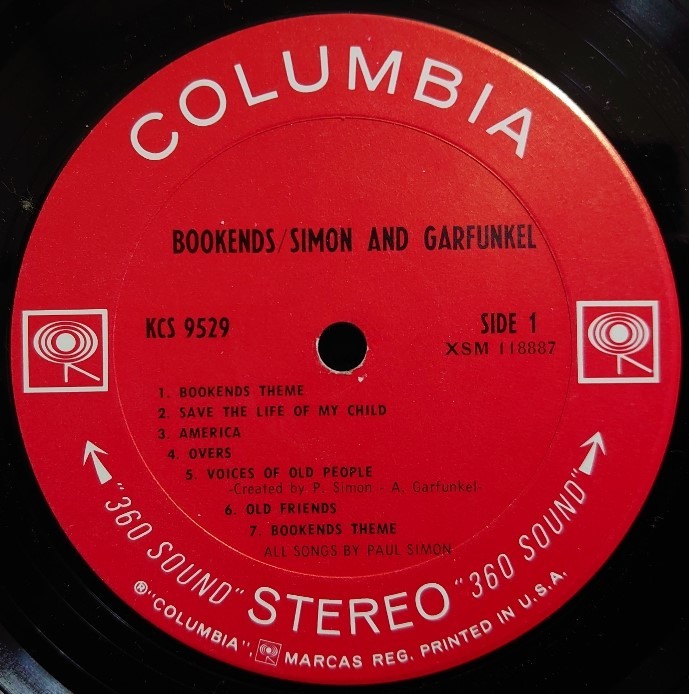 COLUMBIA
BOOKENDS/SIMON AND GARFUNKEL
KCS 9529
SIDE 1
XSM 118887
1. BOOKENDS THEME
2. SAVE THE LIFE OF MY CHILD
3. AMERICA
4. OVERS
5. VOICES OF OLD PEOPLE
-Created by P. Simon - A. Garfunkel-
6. OLD FRIENDS
7. BOOKENDS THEME
ALL SONGS BY PAUL SIMON
"360 SOUND" STEREO "360 SOUND"
®"COLUMBIA", MARCAS REG. PRINTED IN U.S.A.